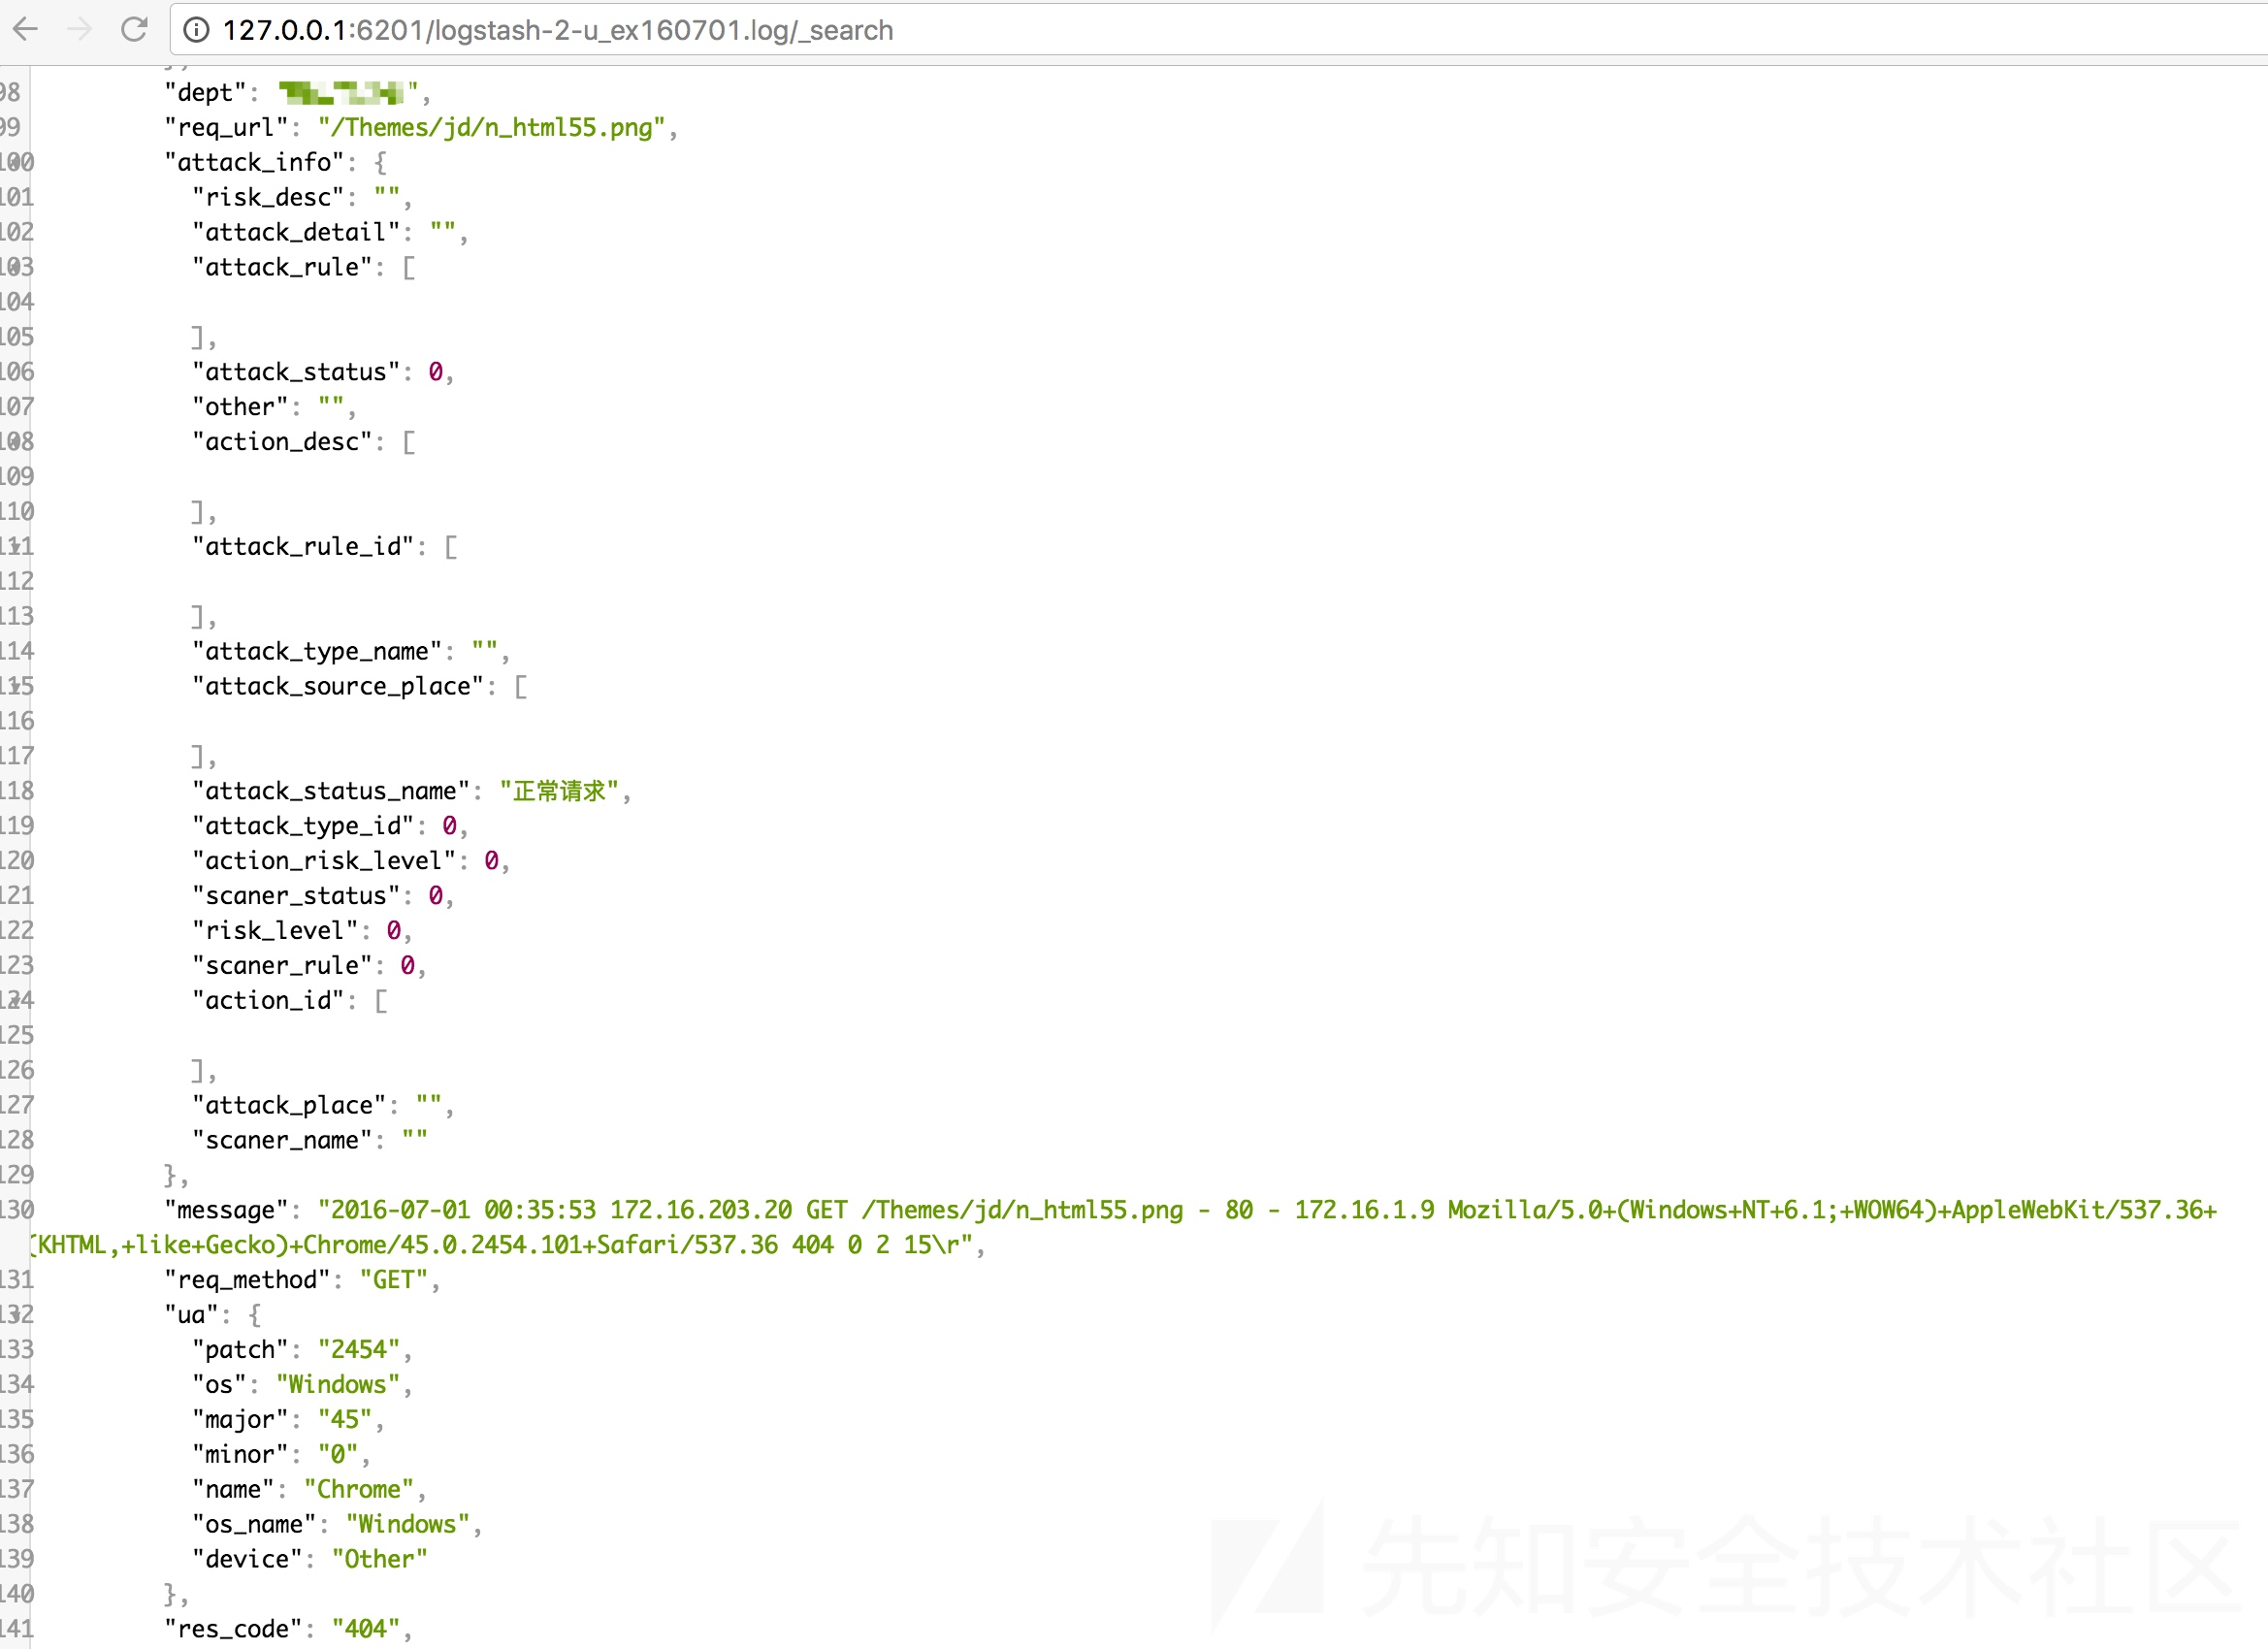 127.0.0.1:6201/logstash-2-u_ex160701.log/_search
98 "dept": ",
99 "req_url": "/Themes/jd/n_html55.png",
100 "attack_info": {
101 "risk_desc": "",
102 "attack_detail": "",
103 "attack_rule": [
104
105 ],
106 "attack_status": 0,
107 "other": "",
108 "action_desc": [
109
110 ],
111 "attack_rule_id": [
112
113 ],
114 "attack_type_name": "",
115 "attack_source_place": [
116
117 ],
118 "attack_status_name": "正常请求",
119 "attack_type_id": 0,
120 "action_risk_level": 0,
121 "scaner_status": 0,
122 "risk_level": 0,
123 "scaner_rule": 0,
124 "action_id": [
125
126 ],
127 "attack_place": "",
128 "scaner_name": ""
129 },
130 "message": "2016-07-01 00:35:53 172.16.203.20 GET /Themes/jd/n_html55.png - 80 - 172.16.1.9 Mozilla/5.0+(Windows+NT+6.1;+WOW64)+AppleWebKit/537.36+
(KHTML,+like+Gecko)+Chrome/45.0.2454.101+Safari/537.36 404 0 2 15\r",
131 "req_method": "GET",
132 "ua": {
133 "patch": "2454",
134 "os": "Windows",
135 "major": "45",
136 "minor": "0",
137 "name": "Chrome",
138 "os_name": "Windows",
139 "device": "Other"
140 },
141 "res_code": "404",
先知安全技术社区